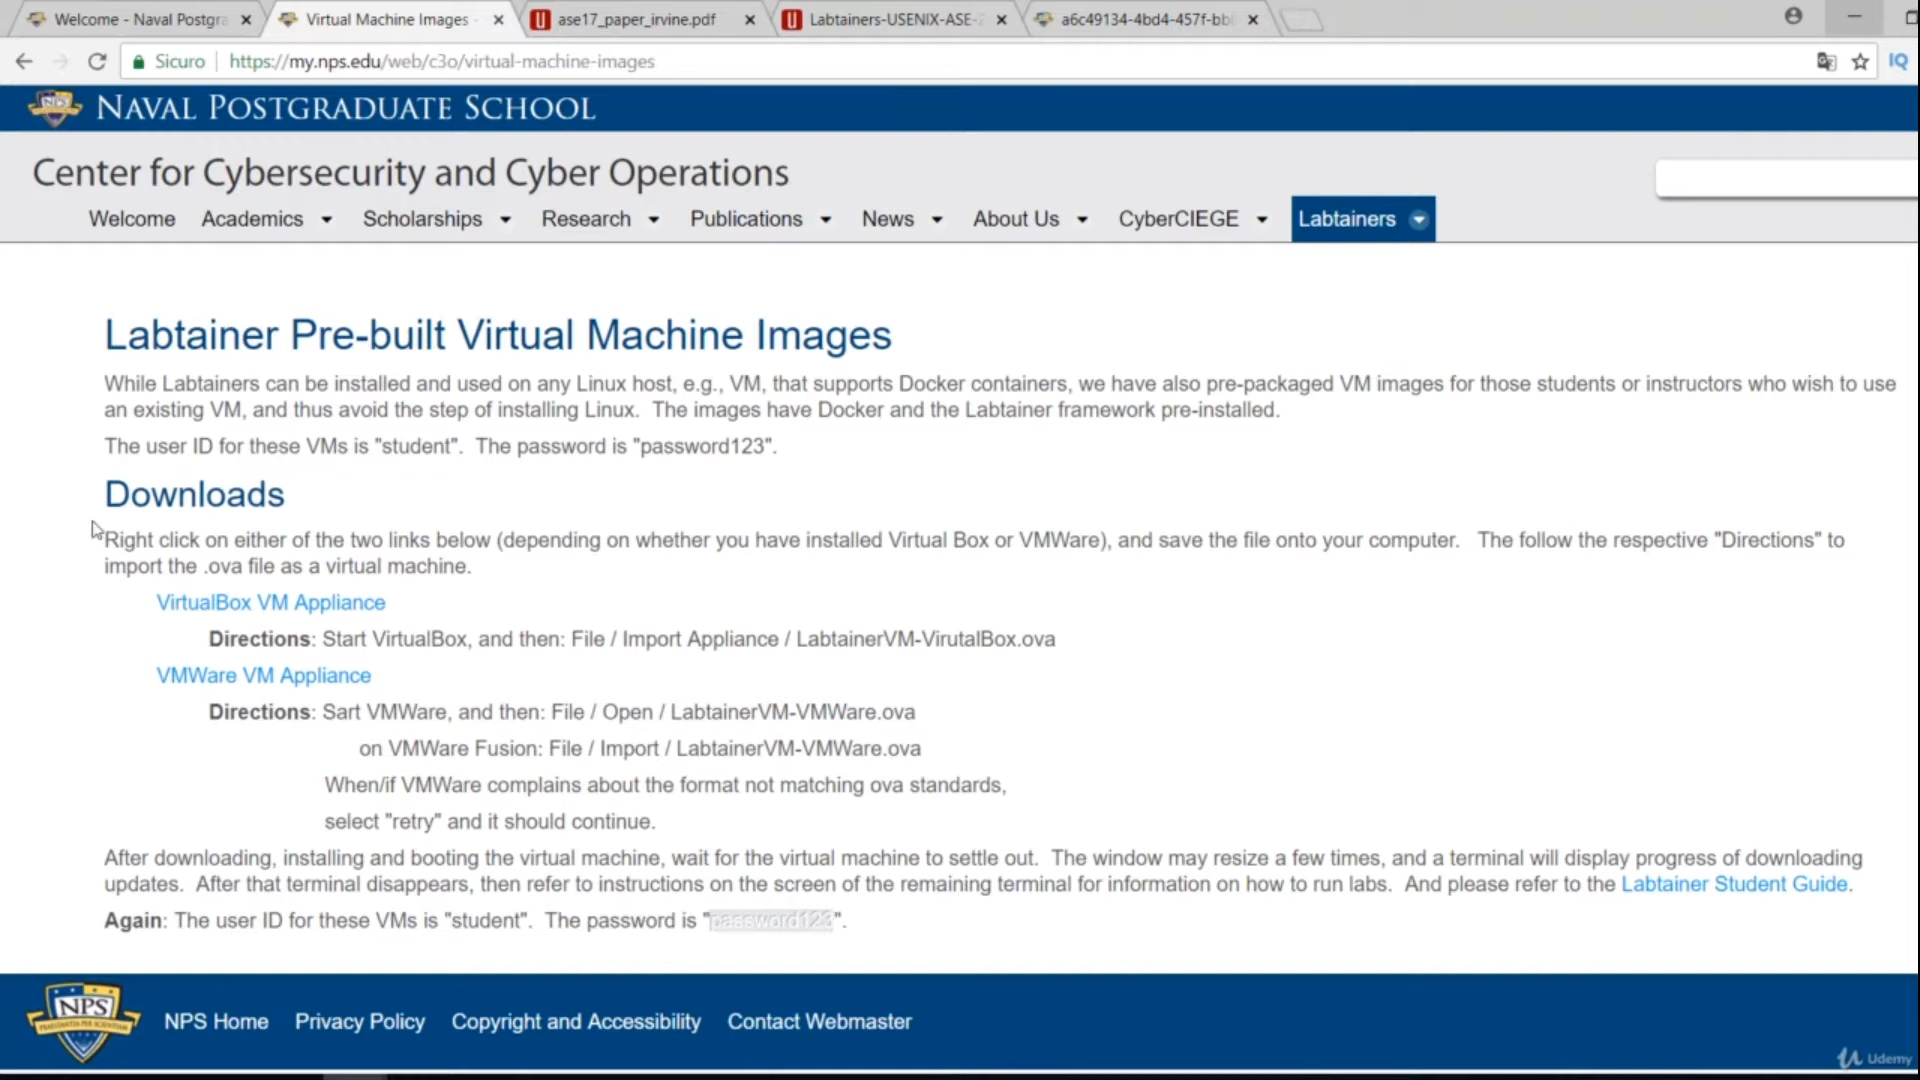 Welcome - Naval Postgra
Virtual Machine Images -
ase17_paper_irvine.pdf
Labtainers-USENIX-ASE-
a6c49134-4bd4-457f-bb
Sicuro
https://my.nps.edu/web/c3o/virtual-machine-images
IQ
NPS
NAVAL POSTGRADUATE SCHOOL
Center for Cybersecurity and Cyber Operations
Welcome Academics Scholarships Research Publications News About Us CyberCIEGE Labtainers
Labtainer Pre-built Virtual Machine Images
While Labtainers can be installed and used on any Linux host, e.g., VM, that supports Docker containers, we have also pre-packaged VM images for those students or instructors who wish to use
an existing VM, and thus avoid the step of installing Linux. The images have Docker and the Labtainer framework pre-installed.
The user ID for these VMs is "student". The password is "password123".
Downloads
Right click on either of the two links below (depending on whether you have installed Virtual Box or VMWare), and save the file onto your computer. The follow the respective "Directions" to
import the .ova file as a virtual machine.
VirtualBox VM Appliance
Directions: Start VirtualBox, and then: File / Import Appliance / LabtainerVM-VirutalBox.ova
VMWare VM Appliance
Directions: Sart VMWare, and then: File / Open / LabtainerVM-VMWare.ova
on VMWare Fusion: File / Import / LabtainerVM-VMWare.ova
When/if VMWare complains about the format not matching ova standards,
select "retry" and it should continue.
After downloading, installing and booting the virtual machine, wait for the virtual machine to settle out. The window may resize a few times, and a terminal will display progress of downloading
updates. After that terminal disappears, then refer to instructions on the screen of the remaining terminal for information on how to run labs. And please refer to the Labtainer Student Guide.
Again: The user ID for these VMs is "student". The password is "password123".
NPS
NPS Home Privacy Policy Copyright and Accessibility Contact Webmaster
Udemy